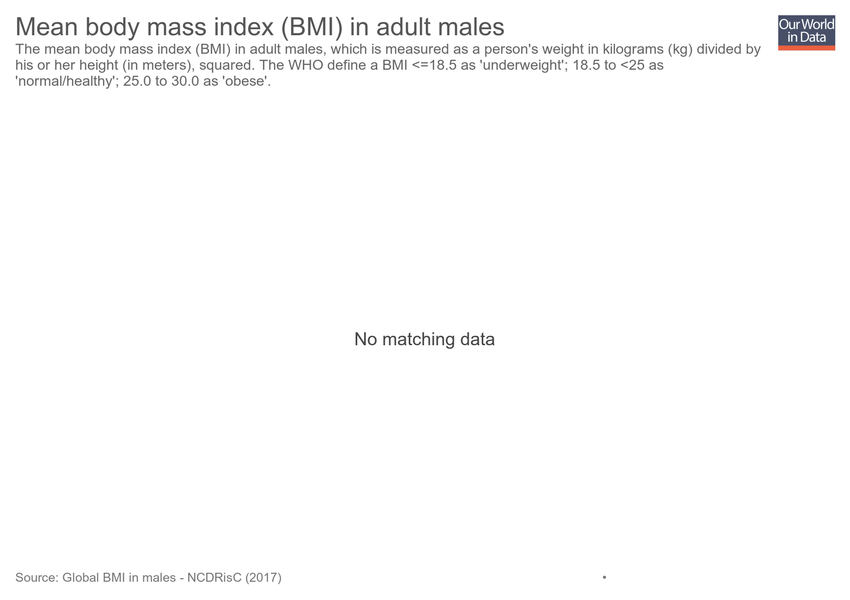 Mean body mass index (BMI) in adult males
Our World
in Data
The mean body mass index (BMI) in adult males, which is measured as a person's weight in kilograms (kg) divided by
his or her height (in meters), squared. The WHO define a BMI <=18.5 as 'underweight'; 18.5 to <25 as
'normal/healthy'; 25.0 to 30.0 as 'obese'.
No matching data
Source: Global BMI in males - NCDRisC (2017)
•